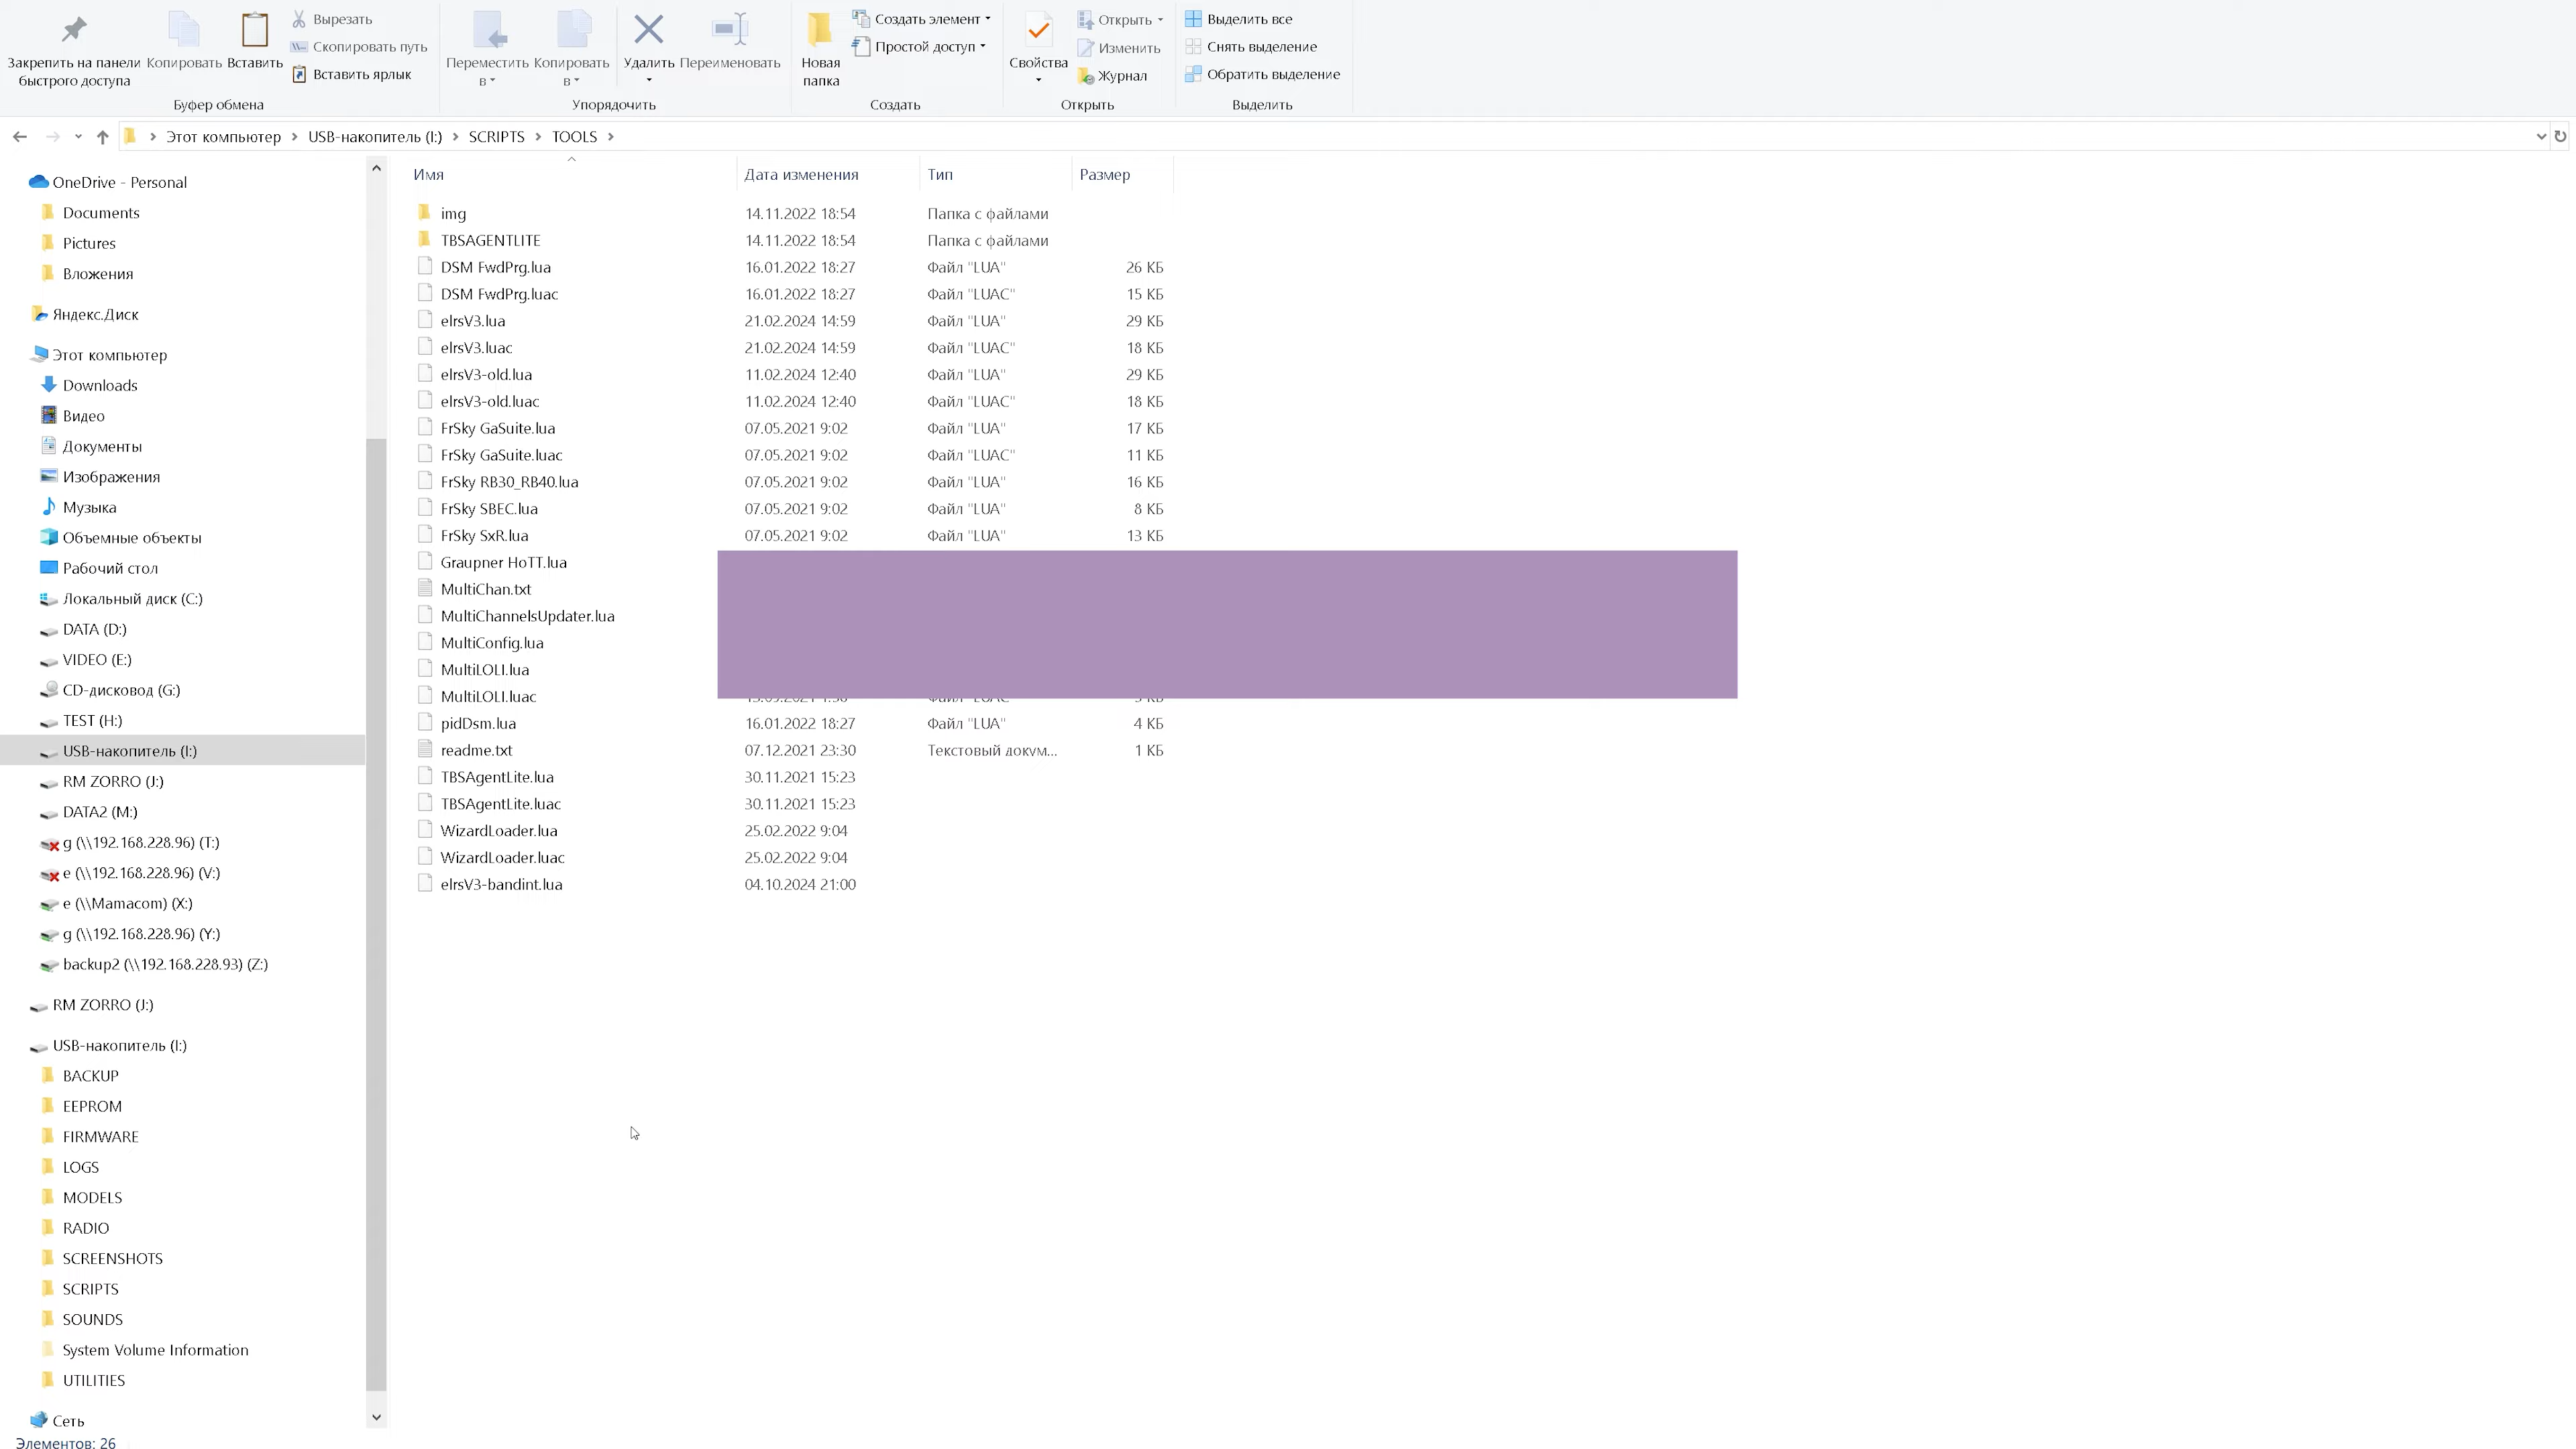 Закрепить на панели быстрого доступа
Копировать
Вставить
Вырезать
Скопировать путь
Вставить ярлык
Буфер обмена
Переместить в
Копировать в
Удалить
Переименовать
Упорядочить
Новая папка
Создать элемент
Простой доступ
Создать
Свойства
Открыть
Изменить
Журнал
Открыть
Выделить все
Снять выделение
Обратить выделение
Выделить
Этот компьютер
USB-накопитель (I:)
SCRIPTS
TOOLS
OneDrive - Personal
Documents
Pictures
Вложения
Яндекс.Диск
Этот компьютер
Downloads
Видео
Документы
Изображения
Музыка
Объемные объекты
Рабочий стол
Локальный диск (C:)
DATA (D:)
VIDEO (E:)
CD-дисковод (G:)
TEST (H:)
USB-накопитель (I:)
RM ZORRO (J:)
DATA2 (M:)
g (\\192.168.228.96) (T:)
e (\\192.168.228.96) (V:)
e (\\Mamacom) (X:)
g (\\192.168.228.96) (Y:)
backup2 (\\192.168.228.93) (Z:)
RM ZORRO (J:)
USB-накопитель (I:)
BACKUP
EEPROM
FIRMWARE
LOGS
MODELS
RADIO
SCREENSHOTS
SCRIPTS
SOUNDS
System Volume Information
UTILITIES
Сеть
Элементов: 26
Имя Дата изменения Тип Размер
img 14.11.2022 18:54 Папка с файлами
TBSAGENTLITE 14.11.2022 18:54 Папка с файлами
DSM FwdPrg.lua 16.01.2022 18:27 Файл "LUA" 26 КБ
DSM FwdPrg.luac 16.01.2022 18:27 Файл "LUAC" 15 КБ
elrsV3.lua 21.02.2024 14:59 Файл "LUA" 29 КБ
elrsV3.luac 21.02.2024 14:59 Файл "LUAC" 18 КБ
elrsV3-old.lua 11.02.2024 12:40 Файл "LUA" 29 КБ
elrsV3-old.luac 11.02.2024 12:40 Файл "LUAC" 18 КБ
FrSky GaSuite.lua 07.05.2021 9:02 Файл "LUA" 17 КБ
FrSky GaSuite.luac 07.05.2021 9:02 Файл "LUAC" 11 КБ
FrSky RB30_RB40.lua 07.05.2021 9:02 Файл "LUA" 16 КБ
FrSky SBEC.lua 07.05.2021 9:02 Файл "LUA" 8 КБ
FrSky SxR.lua 07.05.2021 9:02 Файл "LUA" 13 КБ
Graupner HoTT.lua
MultiChan.txt
MultiChannelsUpdater.lua
MultiConfig.lua
MultiLOLI.lua
MultiLOLI.luac
pidDsm.lua 16.01.2022 18:27 Файл "LUA" 4 КБ
readme.txt 07.12.2021 23:30 Текстовый докум... 1 КБ
TBSAgentLite.lua 30.11.2021 15:23
TBSAgentLite.luac 30.11.2021 15:23
WizardLoader.lua 25.02.2022 9:04
WizardLoader.luac 25.02.2022 9:04
elrsV3-bandint.lua 04.10.2024 21:00